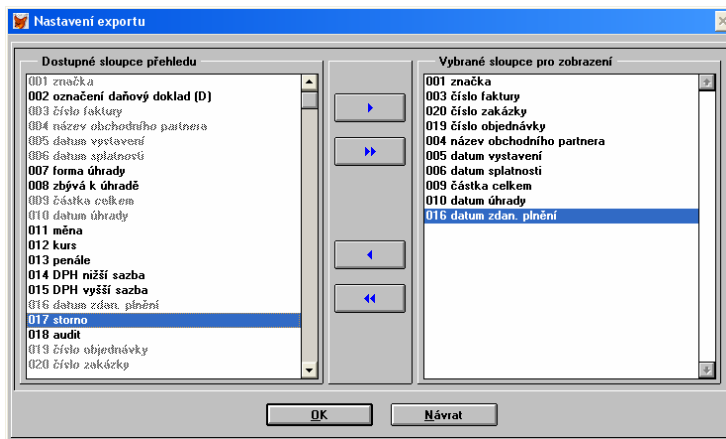 Nastavení exportu
Dostupné sloupce přehledu
001 značka
002 označení daňový doklad (D)
003 číslo faktury
004 název obchodního partnera
005 datum vystavení
006 datum splatnosti
007 forma úhrady
008 zbývá k úhradě
009 částka celkem
010 datum úhrady
011 měna
012 kurs
013 penále
014 DPH nižší sazba
015 DPH vyšší sazba
016 datum zdan. plnění
017 storno
018 audit
019 číslo objednávky
020 číslo zakázky
Vybrané sloupce pro zobrazení
001 značka
003 číslo faktury
020 číslo zakázky
019 číslo objednávky
004 název obchodního partnera
005 datum vystavení
006 datum splatnosti
009 částka celkem
010 datum úhrady
016 datum zdan. plnění
OK
Návrat